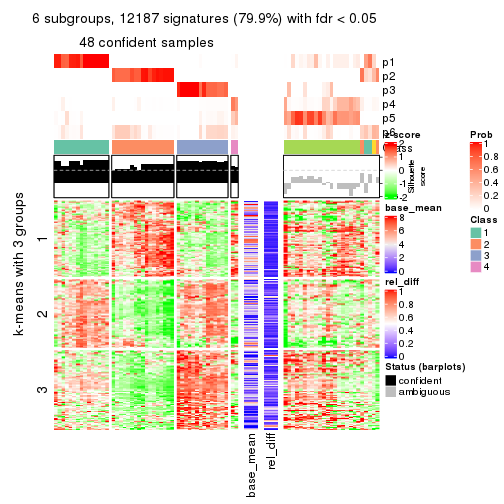 6 subgroups, 12187 signatures (79.9%) with fdr < 0.05
48 confident samples
p1
p2
p3
p4
p5
p6
Class
Silhouette
score
k-means with 3 groups
1
2
3
base_mean
rel_diff
z-score
2
-2
base_mean
8
6
4
2
0
rel_diff
1
0.8
0.6
0.4
0.2
0
Status (barplots)
confident
ambiguous
Prob
1
0.8
0.6
0.4
0.2
0
Class
1
2
3
4